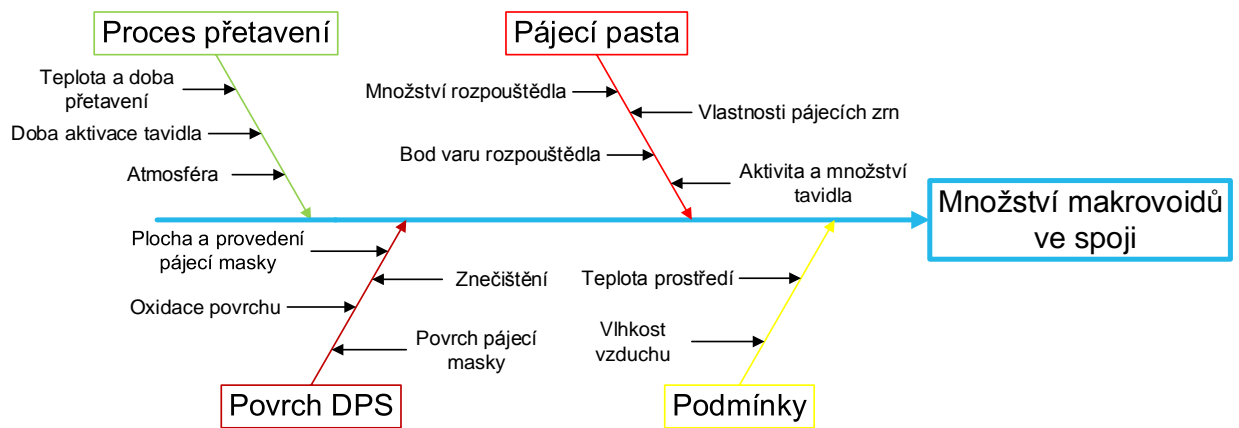 Proces přetavení
Pájecí pasta
Teplota a doba
přetavení
Množství rozpouštědla
Vlastnosti pájecích zrn
Doba aktivace tavidla
Bod varu rozpouštědla
Atmosféra
Aktivita a množství
tavidla
Množství makrovoidů
ve spoji
Plocha a provedení
pájecí masky
Znečištění
Teplota prostředí
Oxidace povrchu
Povrch pájecí
masky
Vlhkost
vzduchu
Povrch DPS
Podmínky